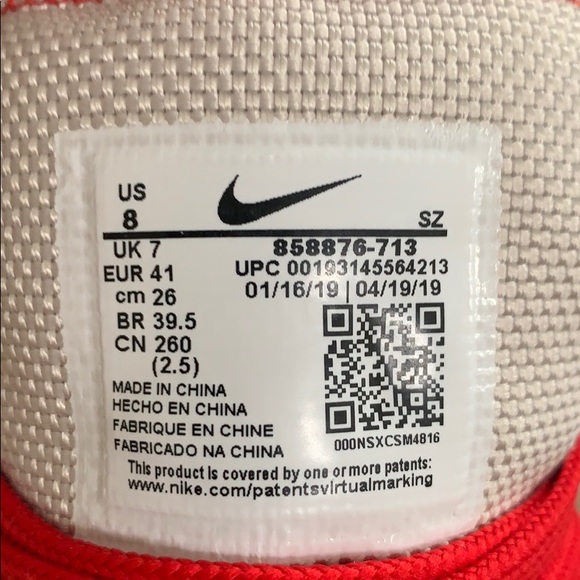 US
8 SZ
UK 7 858876-713
EUR 41 UPC 00193145564213
cm 26 01/16/19 | 04/19/19
BR 39.5
CN 260
(2.5)
MADE IN CHINA
HECHO EN CHINA
FABRIQUE EN CHINE
FABRICADO NA CHINA
000NSXCSM4816
This product is covered by one or more patents:
www.nike.com/patentsvirtualmarking